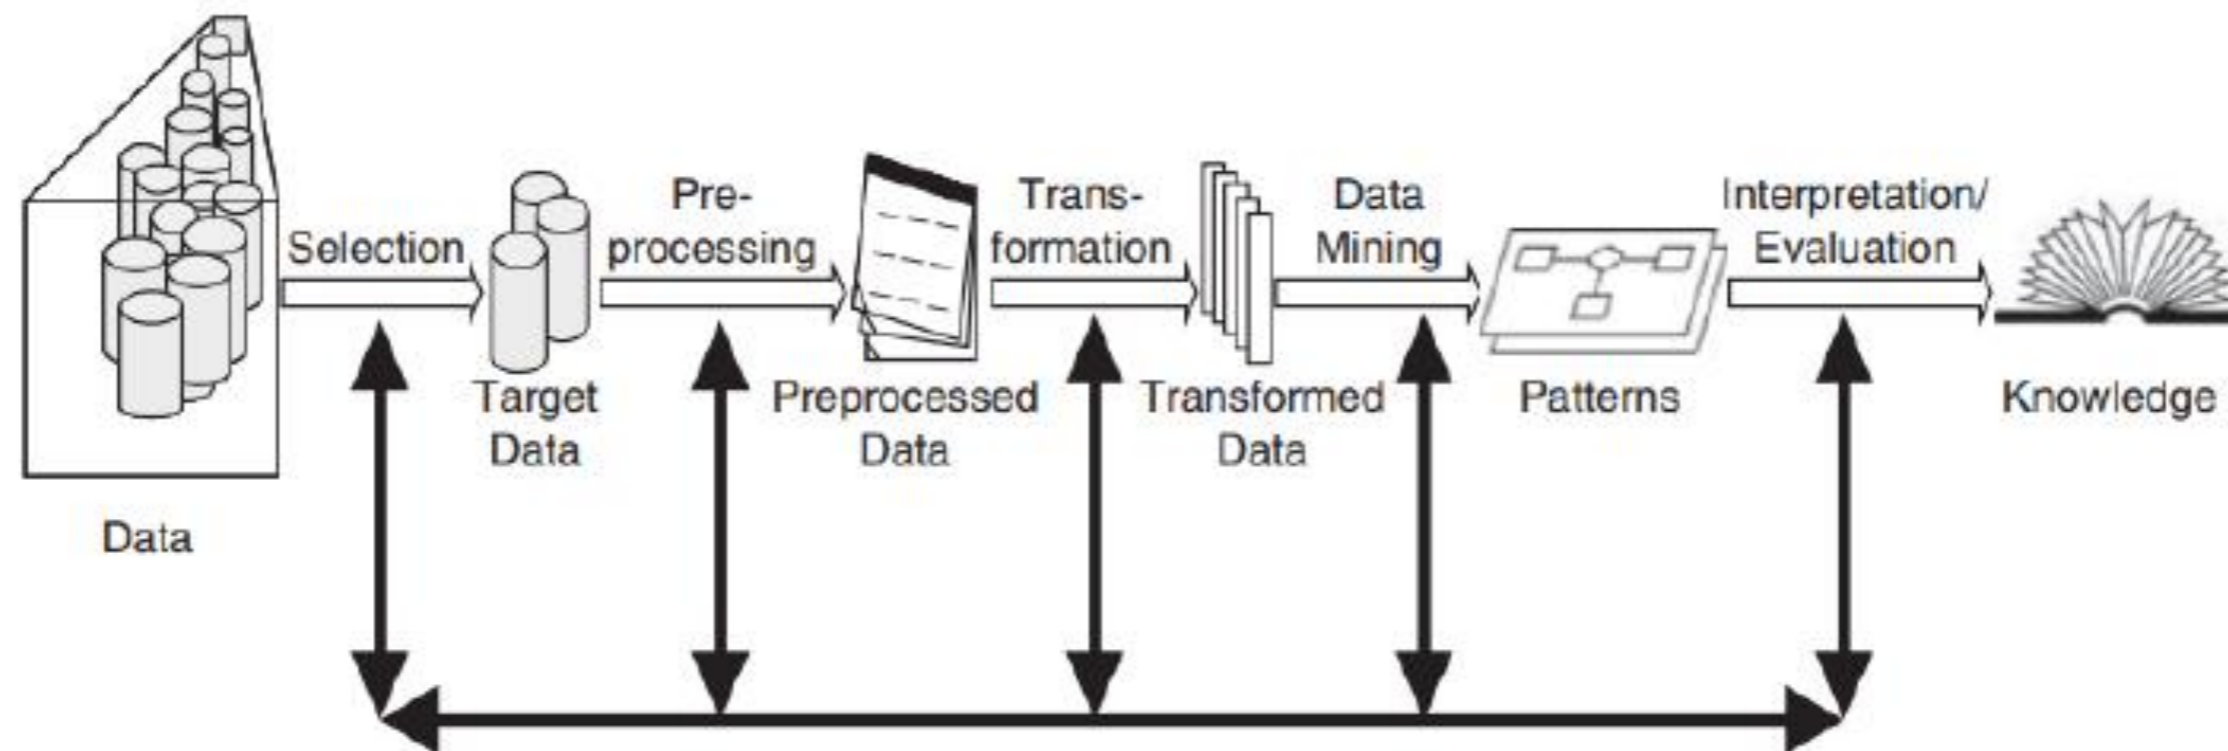 Selection
Pre-
processing
Trans-
formation
Data
Mining
Interpretation/
Evaluation
Data
Target
Data
Preprocessed
Data
Transformed
Data
Patterns
Knowledge